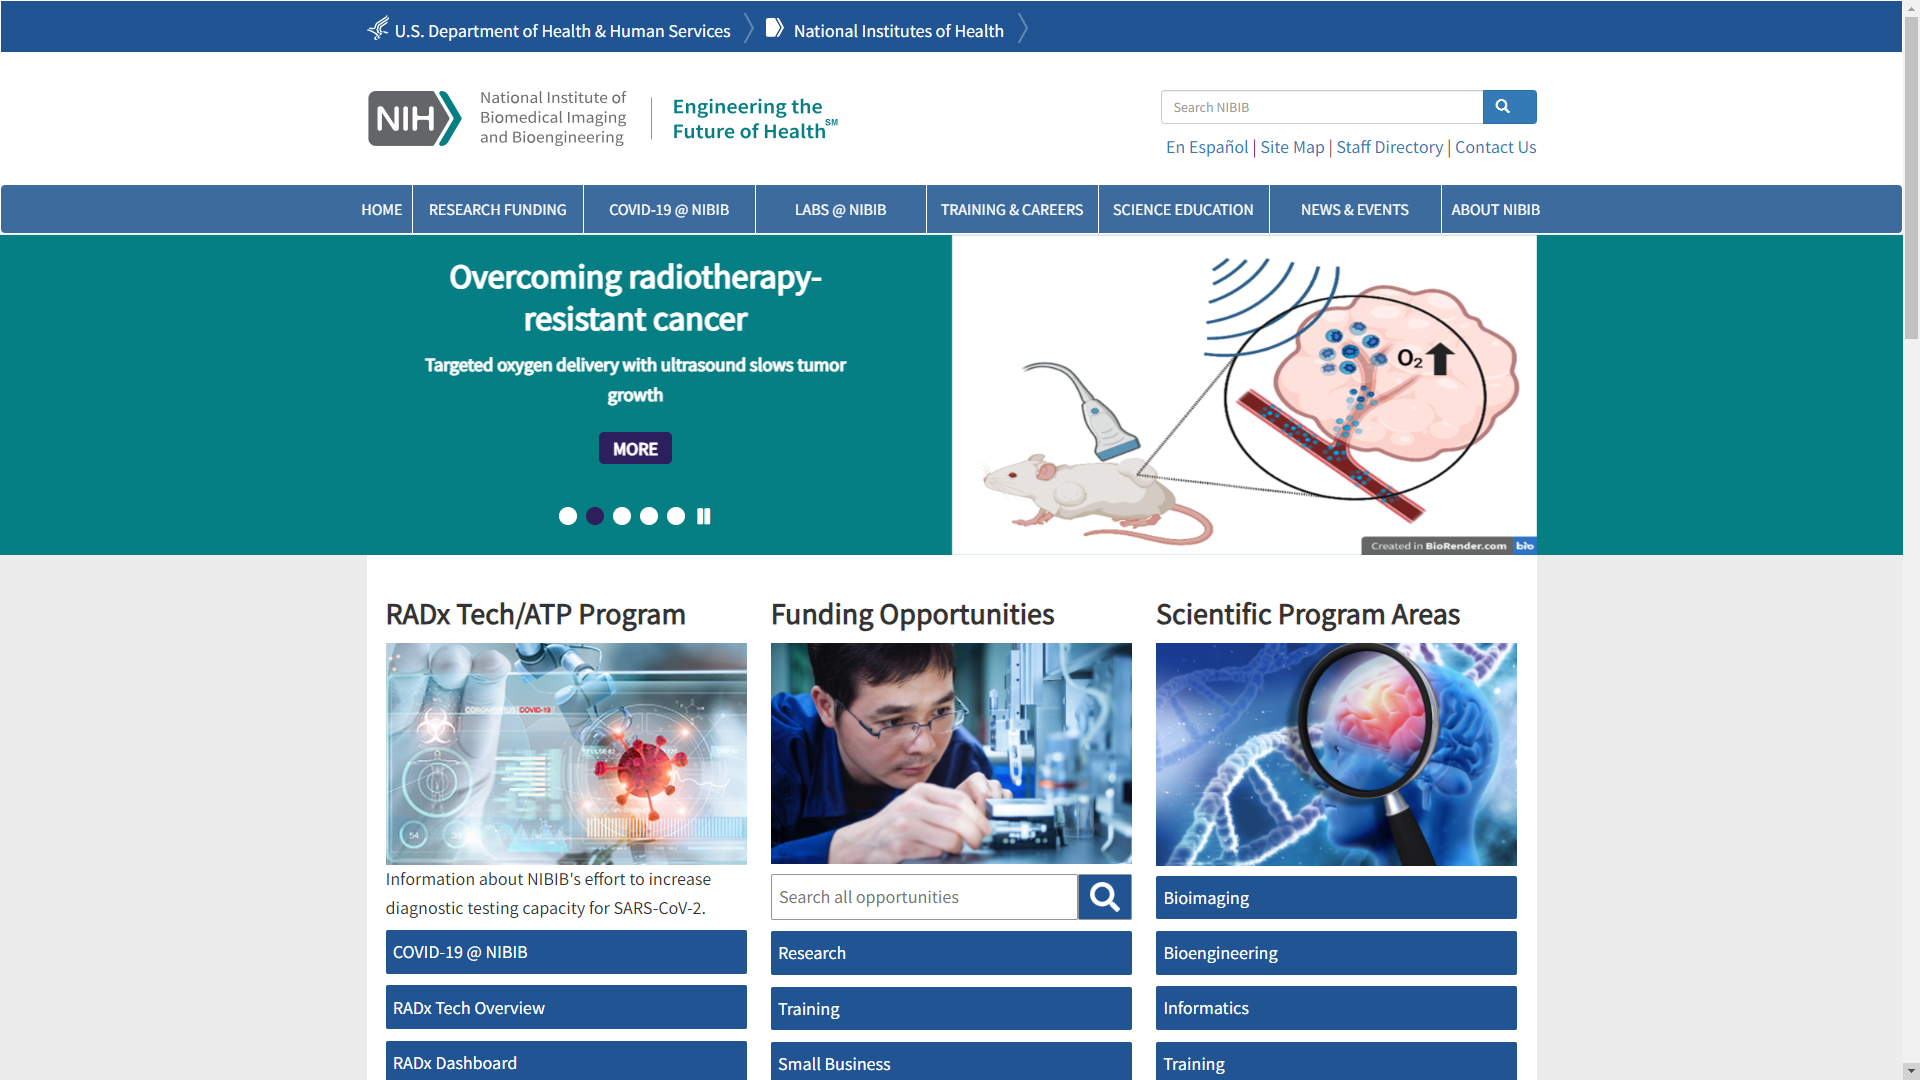 U.S. Department of Health & Human Services
National Institutes of Health
NIH
National Institute of
Biomedical Imaging
and Bioengineering
Engineering the
Future of Health SM
Search NIBIB
En Español | Site Map | Staff Directory | Contact Us
HOME
RESEARCH FUNDING
COVID-19 @ NIBIB
LABS @ NIBIB
TRAINING & CAREERS
SCIENCE EDUCATION
NEWS & EVENTS
ABOUT NIBIB
Overcoming radiotherapy-
resistant cancer
Targeted oxygen delivery with ultrasound slows tumor
growth
MORE
O₂
Created in BioRender.com bio
RADx Tech/ATP Program
CORONAVIRUS COVID-19
54
Information about NIBIB's effort to increase
diagnostic testing capacity for SARS-CoV-2.
COVID-19 @ NIBIB
RADx Tech Overview
RADx Dashboard
Funding Opportunities
Search all opportunities
Research
Training
Small Business
Scientific Program Areas
Bioimaging
Bioengineering
Informatics
Training